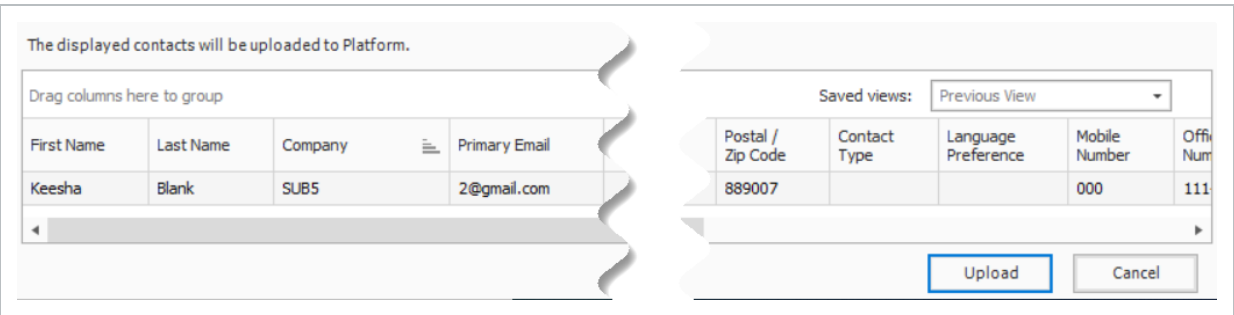 The displayed contacts will be uploaded to Platform.
Drag columns here to group
Saved views: Previous View
First Name Last Name Company Primary Email Postal / Zip Code Contact Type Language Preference Mobile Number
Keesha Blank SUB5 2@gmail.com 889007 000
Upload Cancel